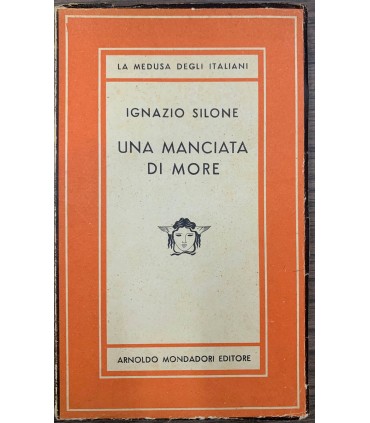 LA MEDUSA DEGLI ITALIANI
IGNAZIO SILONE
UNA MANCIATA
DI MORE
ARNOLDO MONDADORI EDITORE